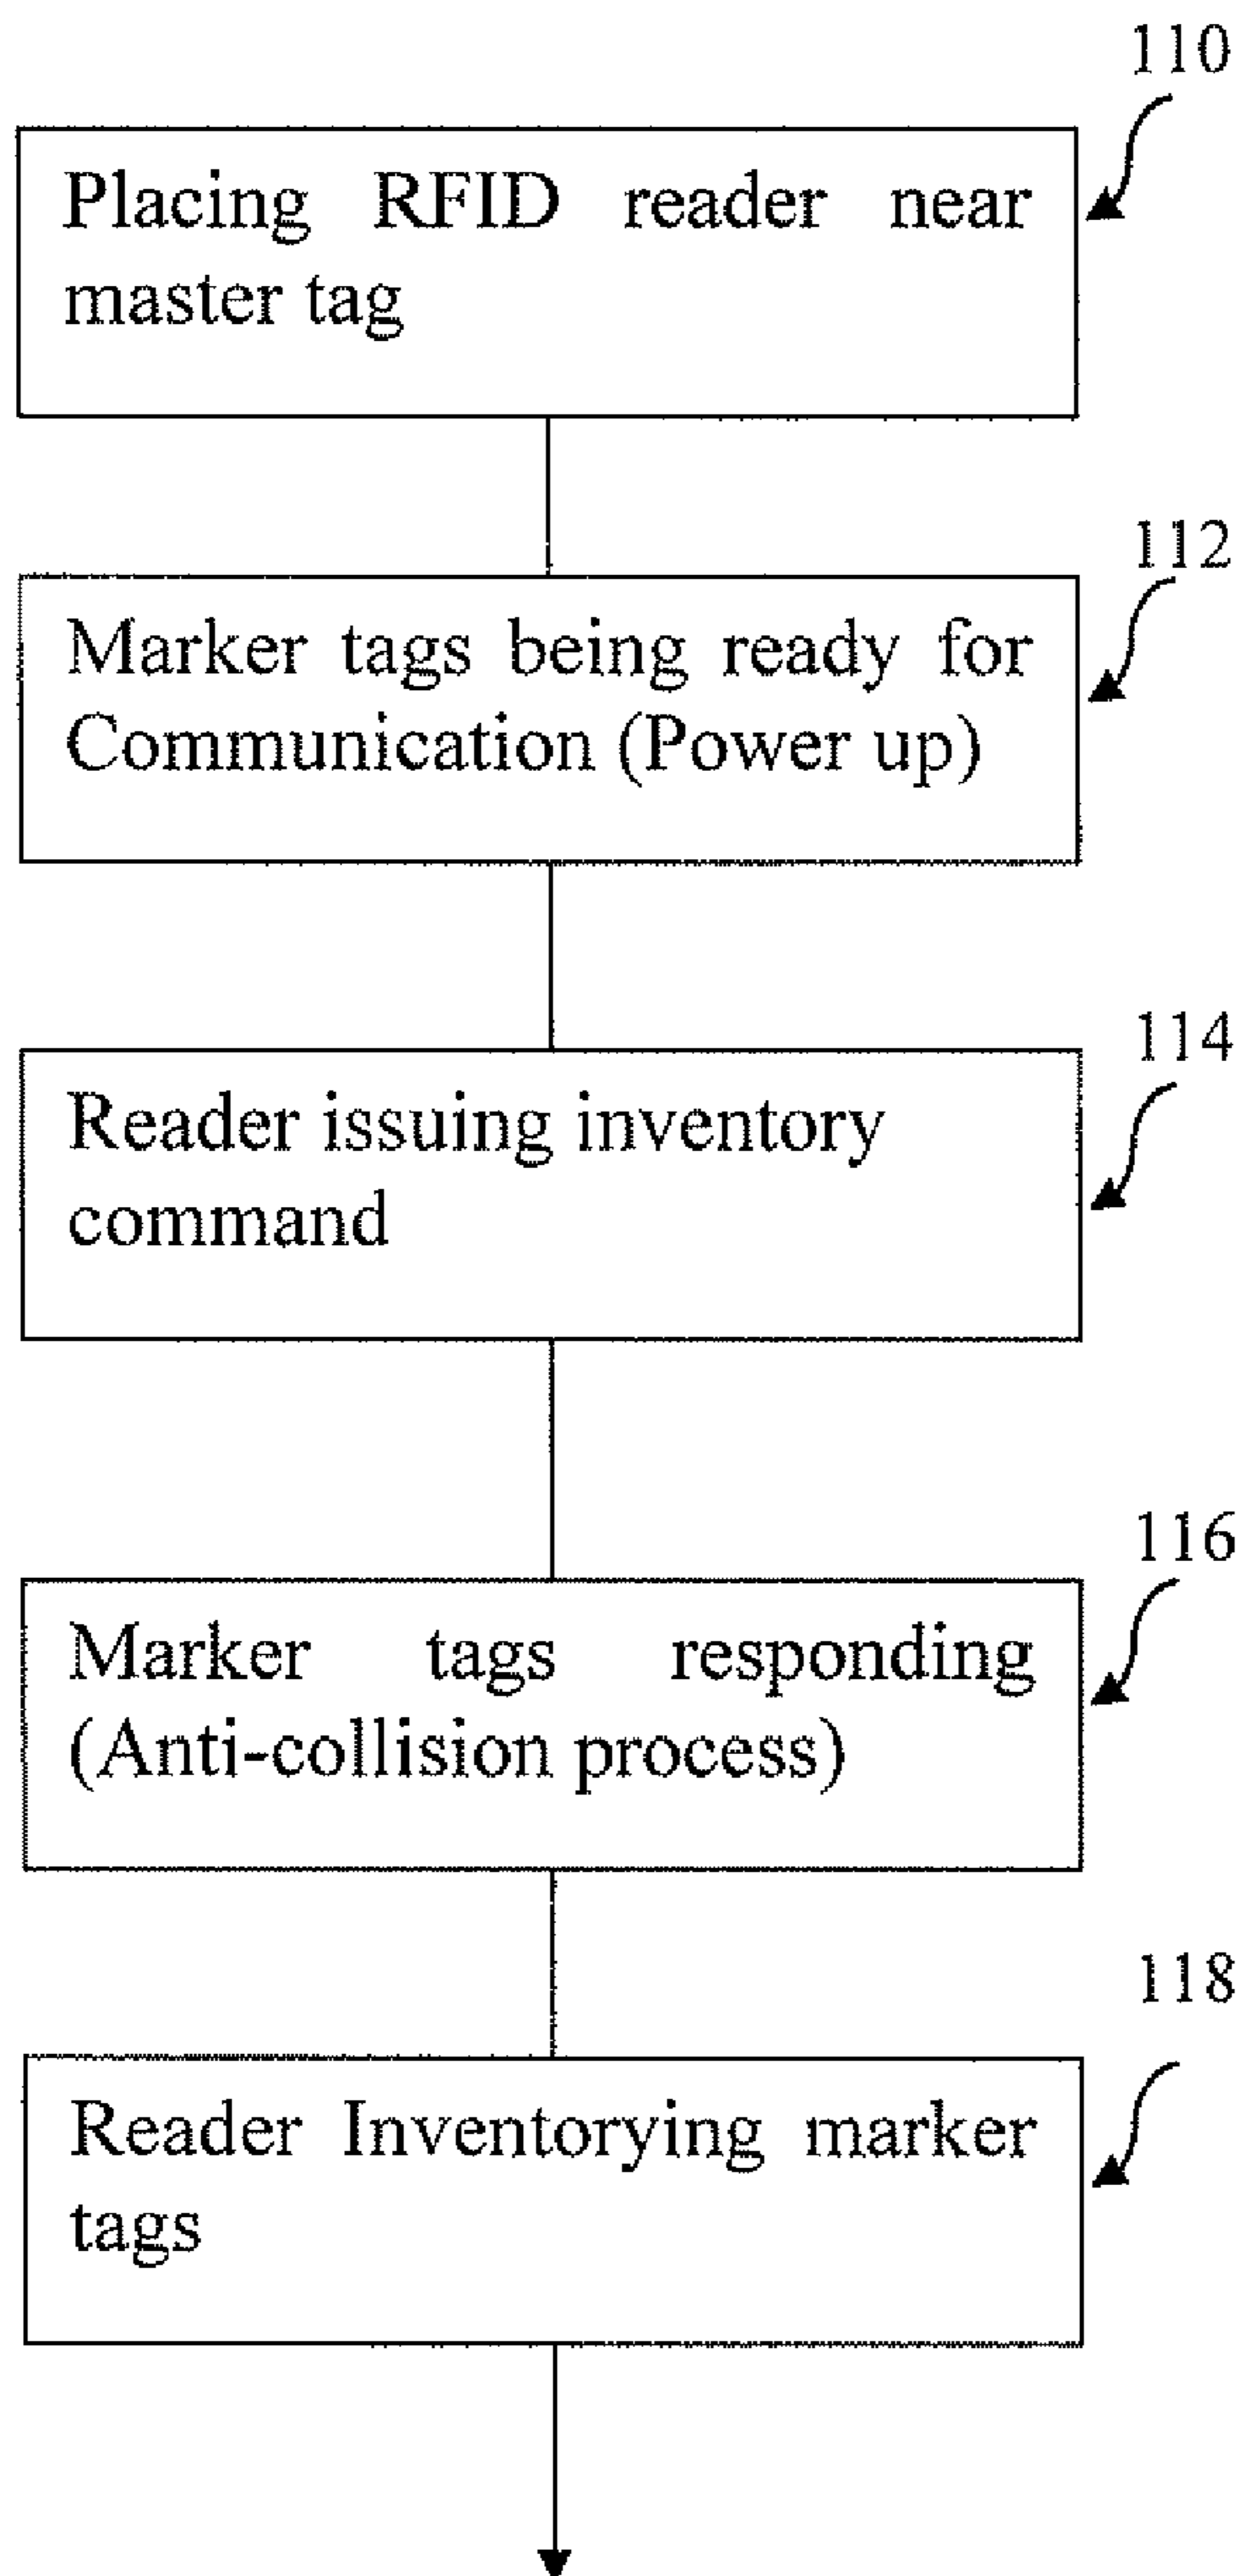 110
Placing RFID reader near
master tag
112
Marker tags being ready for
Communication (Power up)
114
Reader issuing inventory
command
116
Marker tags responding
(Anti-collision process)
118
Reader Inventorying marker
tags